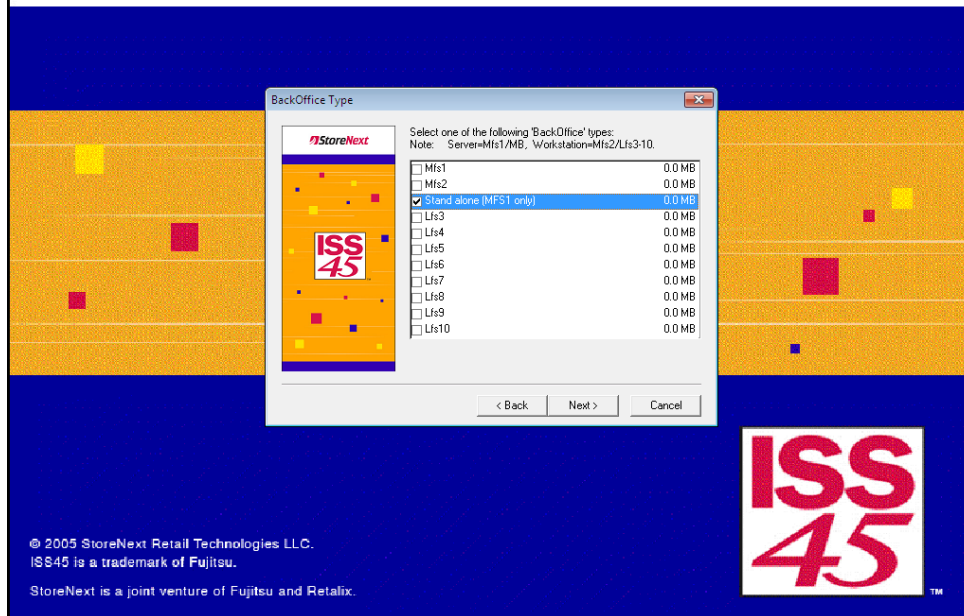 BackOffice Type
StoreNext
Select one of the following 'BackOffice' types:
Note: Server=Mfs1/MB, Workstation=Mfs2/Lfs3-10.
Mfs1 0.0 MB
Mfs2 0.0 MB
Stand alone (MFS1 only) 0.0 MB
Lfs3 0.0 MB
Lfs4 0.0 MB
Lfs5 0.0 MB
Lfs6 0.0 MB
Lfs7 0.0 MB
Lfs8 0.0 MB
Lfs9 0.0 MB
Lfs10 0.0 MB
ISS
45
< Back Next > Cancel
ISS
45
TM
© 2005 StoreNext Retail Technologies LLC.
ISS45 is a trademark of Fujitsu.
StoreNext is a joint venture of Fujitsu and Retalix.